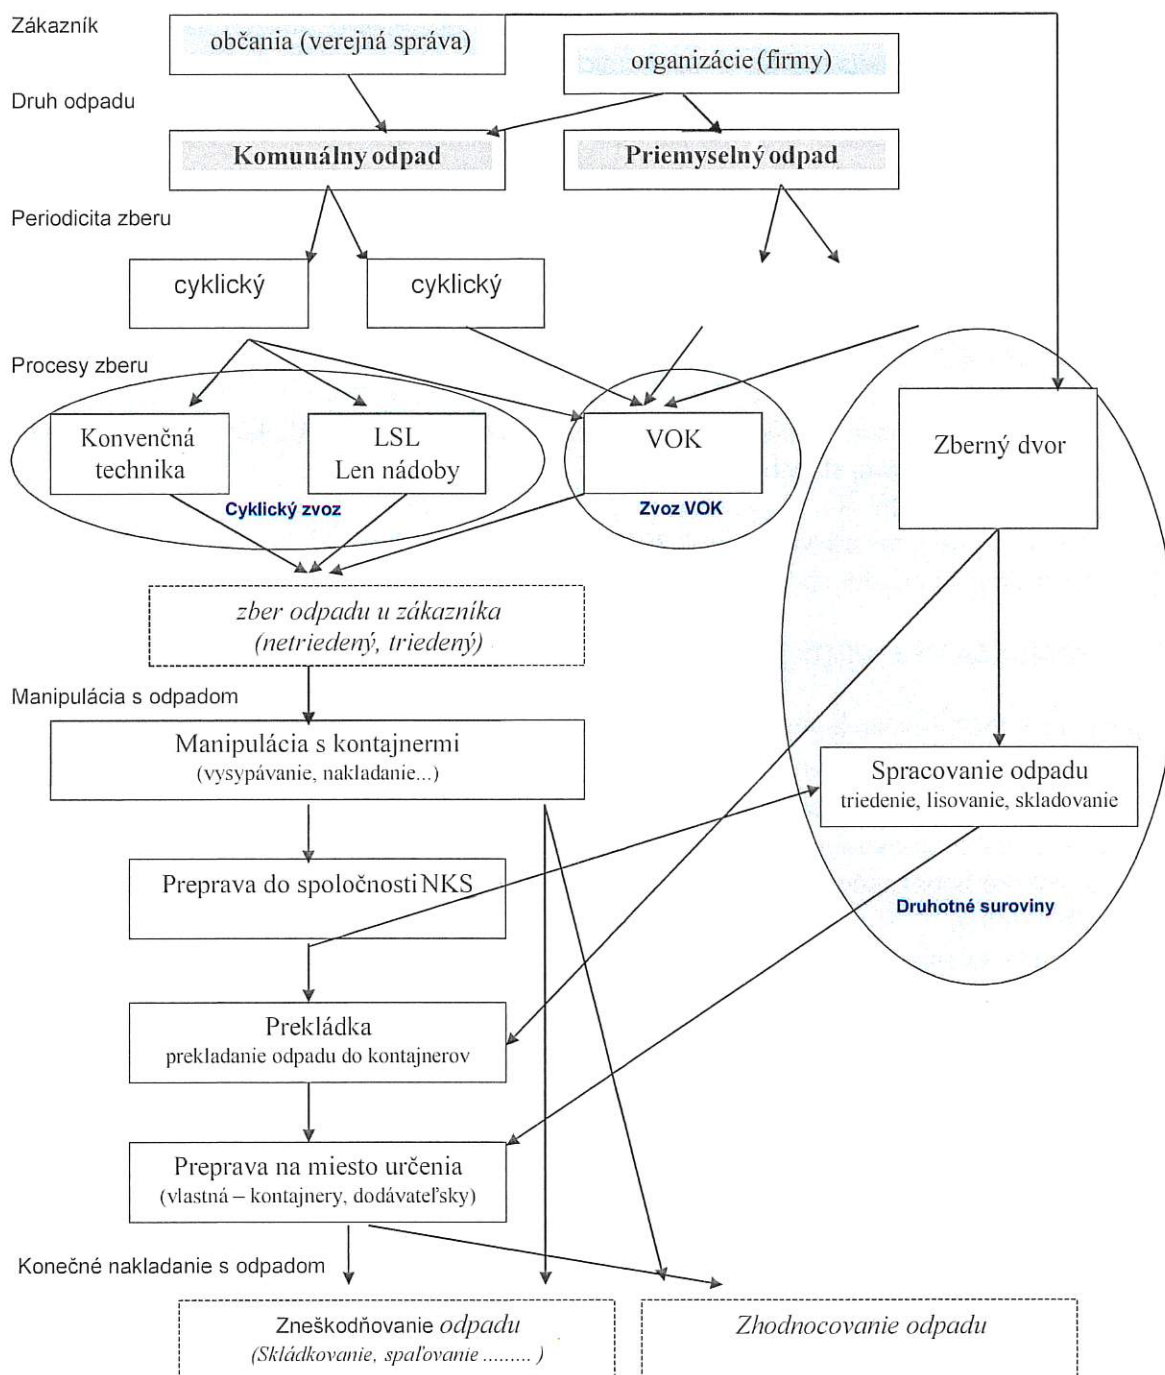 Zákazník
občania (verejná správa)
organizácie (firmy)
Druh odpadu
Komunálny odpad
Priemyselný odpad
Periodicita zberu
cyklický
cyklický
Procesy zberu
Konvenčná
technika
LSL
Len nádoby
Cyklický zvoz
VOK
Zvoz VOK
Zberný dvor
zber odpadu u zákazníka
(netriedený, triedený)
Manipulácia s odpadom
Manipulácia s kontajnermi
(vysypávanie, nakladanie...)
Spracovanie odpadu
triedenie, lisovanie, skladovanie
Druhotné suroviny
Preprava do spoločnosti NKS
Prekládka
prekladanie odpadu do kontajnerov
Preprava na miesto určenia
(vlastná – kontajnery, dodávateľsky)
Konečné nakladanie s odpadom
Zneškodňovanie odpadu
(Skládkovanie, spaľovanie ......... )
Zhodnocovanie odpadu